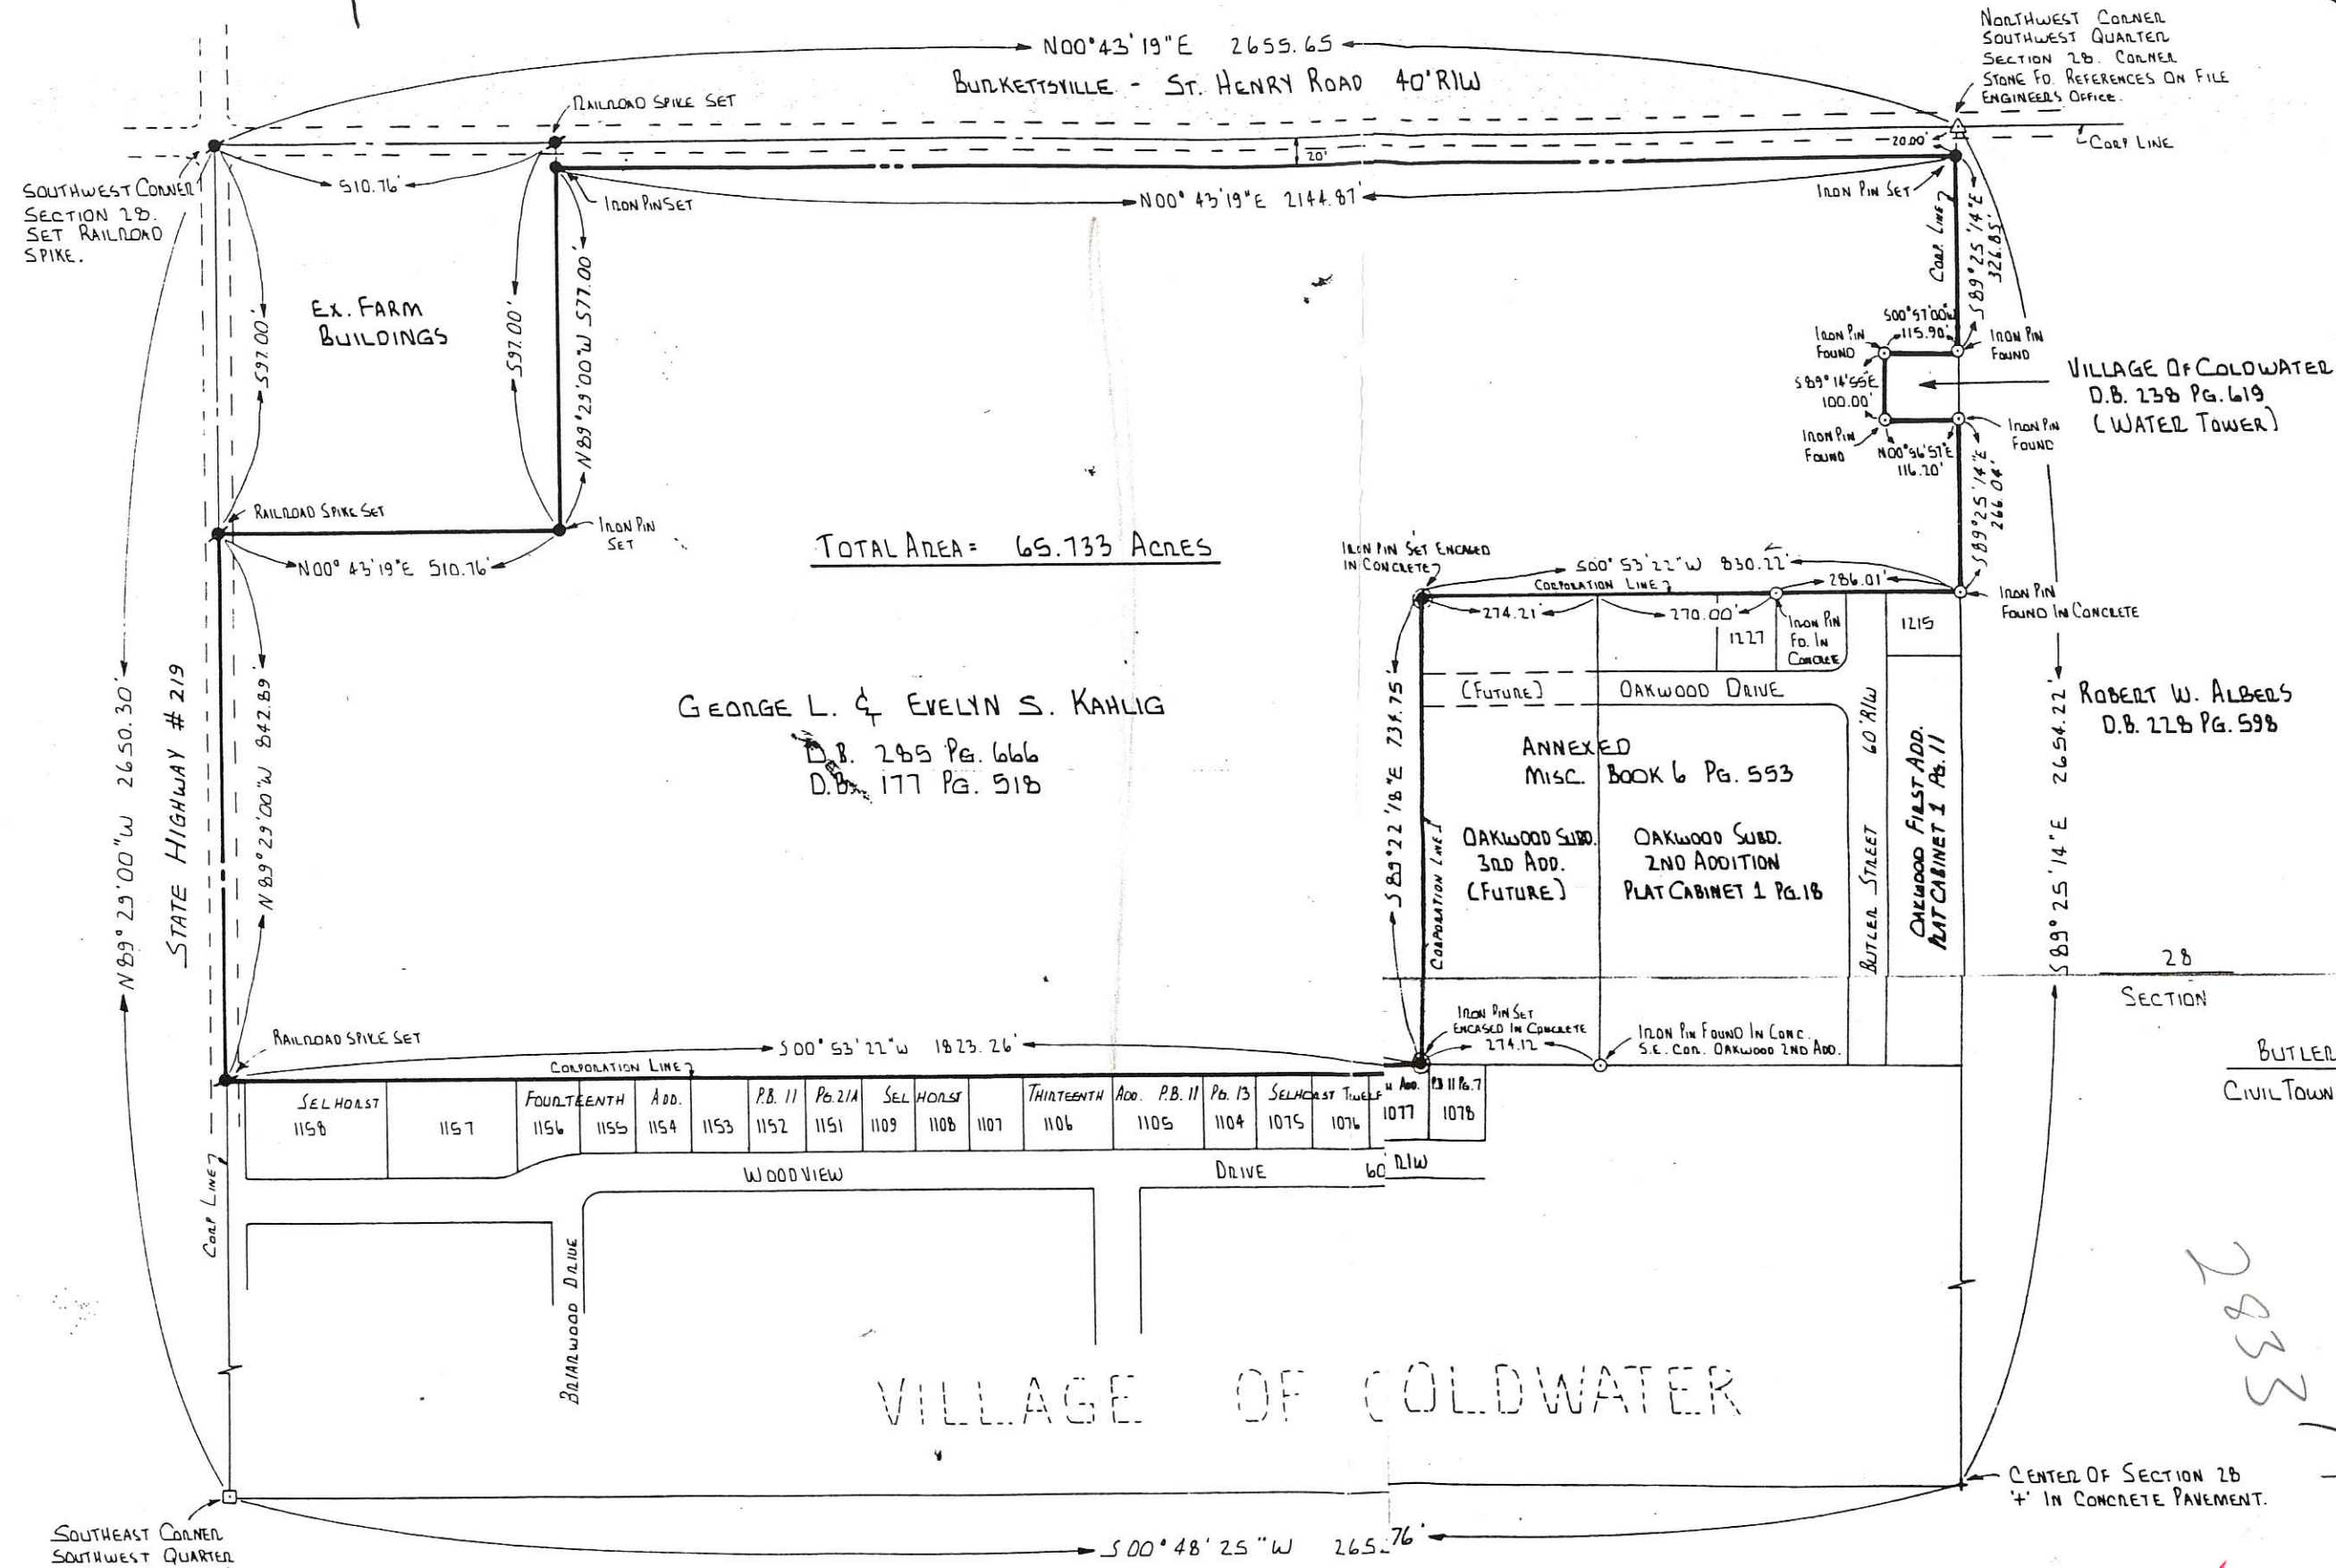 N00°43'19"E 2655.65
BURKETTSVILLE - ST. HENRY ROAD 40' R/W
NORTHWEST CORNER
SOUTHWEST QUARTER
SECTION 28. CORNER
STONE FD. REFERENCES ON FILE
ENGINEERS OFFICE.
CORP LINE
RAILROAD SPIKE SET
20'
20.00'
SOUTHWEST CORNER
SECTION 28.
SET RAILROAD
SPIKE.
510.76'
IRON PIN SET
N00°43'19"E 2144.87'
IRON PIN SET
CORP. LINE
S89°25'14"E
326.85'
EX. FARM
BUILDINGS
597.00'
597.00'
N89°29'00"W 577.00'
S00°57'00"W
115.90'
IRON PIN
FOUND
IRON PIN
FOUND
S89°14'55"E
100.00'
VILLAGE OF COLDWATER
D.B. 238 PG. 619
(WATER TOWER)
IRON PIN
FOUND
N00°56'57"E
116.20'
IRON PIN
FOUND
S89°25'14"E
266.04'
RAILROAD SPIKE SET
IRON PIN
SET
N00°43'19"E 510.76'
TOTAL AREA = 65.733 ACRES
IRON PIN SET ENCASED
IN CONCRETE
S00°53'22"W 830.22'
CORPORATION LINE
286.01'
274.21'
270.00'
IRON PIN
FD. IN
CONCRETE
1227
1215
IRON PIN
FOUND IN CONCRETE
N89°29'00"W 2650.30'
STATE HIGHWAY #219
N89°29'00"W 842.89'
GEORGE L. & EVELYN S. KAHLIG
D.B. 285 PG. 666
D.B. 177 PG. 518
(FUTURE)
OAKWOOD DRIVE
ANNEXED
MISC. BOOK 6 PG. 553
S89°22'18"E
CORPORATION LINE
OAKWOOD SUBD.
3RD ADD.
(FUTURE)
OAKWOOD SUBD.
2ND ADDITION
PLAT CABINET 1 PG. 18
BUTLER STREET 60' R/W
OAKWOOD FIRST ADD.
PLAT CABINET 1 PG. 11
ROBERT W. ALBERS
D.B. 228 PG. 598
S89°25'14"E 2654.22'
28
SECTION
BUTLER
CIVIL TOWN
RAILROAD SPIKE SET
S00°53'22"W 1823.26'
CORPORATION LINE
IRON PIN SET
ENCASED IN CONCRETE
274.12
IRON PIN FOUND IN CONC.
S.E. COR. OAKWOOD 2ND ADD.
SELHORST FOURTEENTH ADD. P.B. 11 PG. 21A SELHORST THIRTEENTH ADD. P.B. 11 PG. 13 SELHORST TWELF H ADD. P.B 11 PG. 7
1158 1157 1156 1155 1154 1153 1152 1151 1109 1108 1107 1106 1105 1104 1075 1076 1077 1078
WOODVIEW DRIVE 60 R/W
CORP LINE
BRIARWOOD DRIVE
VILLAGE OF COLDWATER
2833
SOUTHEAST CORNER
SOUTHWEST QUARTER
CENTER OF SECTION 28
'+' IN CONCRETE PAVEMENT.
S00°48'25"W 265 .76'